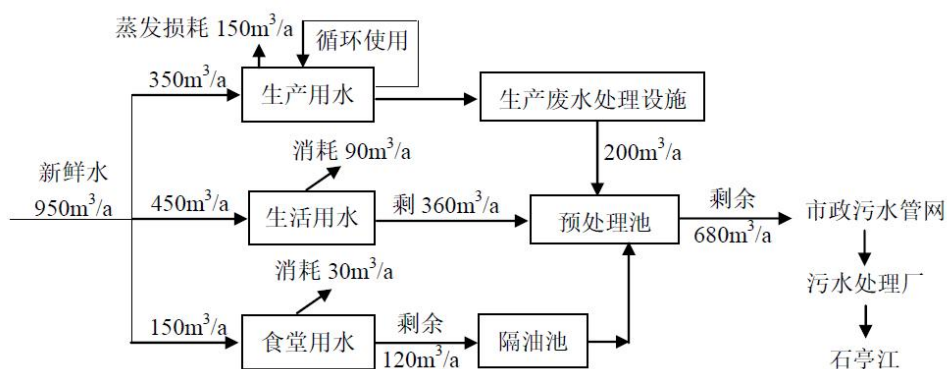 蒸发损耗 150m³/a
循环使用
350m³/a
生产用水
生产废水处理设施
消耗 90m³/a
200m³/a
新鲜水
950m³/a
450m³/a
生活用水
剩 360m³/a
预处理池
剩余
680m³/a
市政污水管网
消耗 30m³/a
污水处理厂
150m³/a
食堂用水
剩余
120m³/a
隔油池
石亭江